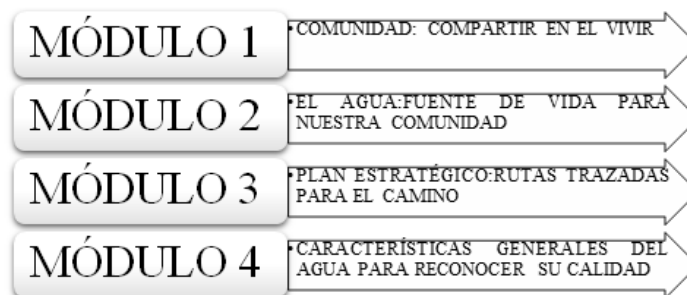 MÓDULO 1
•COMUNIDAD: COMPARTIR EN EL VIVIR
MÓDULO 2
•EL AGUA:FUENTE DE VIDA PARA
NUESTRA COMUNIDAD
MÓDULO 3
•PLAN ESTRATÉGICO:RUTAS TRAZADAS
PARA EL CAMINO
MÓDULO 4
•CARACTERÍSTICAS GENERALES DEL
AGUA PARA RECONOCER SU CALIDAD